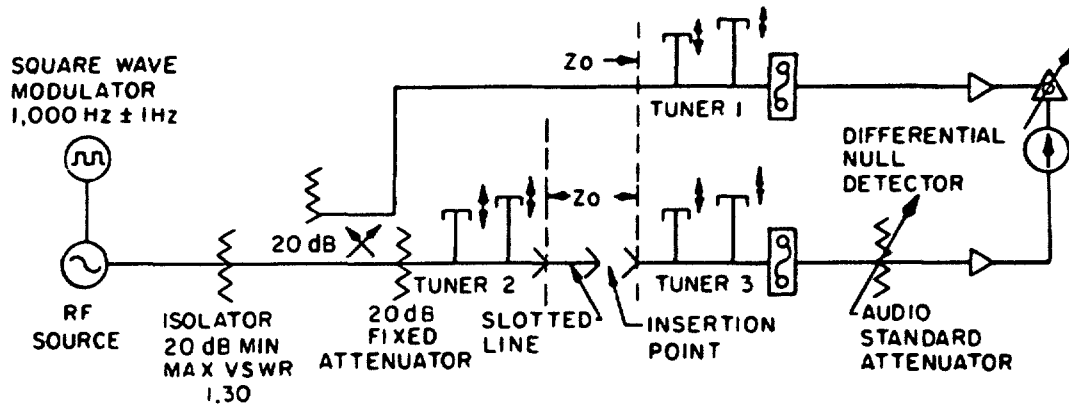 SQUARE WAVE
MODULATOR
1,000 Hz ± 1Hz
Zo
TUNER 1
DIFFERENTIAL
NULL
DETECTOR
Zo
20 dB
TUNER 2
TUNER 3
RF
SOURCE
ISOLATOR
20 dB MIN
MAX VSWR
1.30
20 dB
FIXED
ATTENUATOR
SLOTTED
LINE
INSERTION
POINT
AUDIO
STANDARD
ATTENUATOR